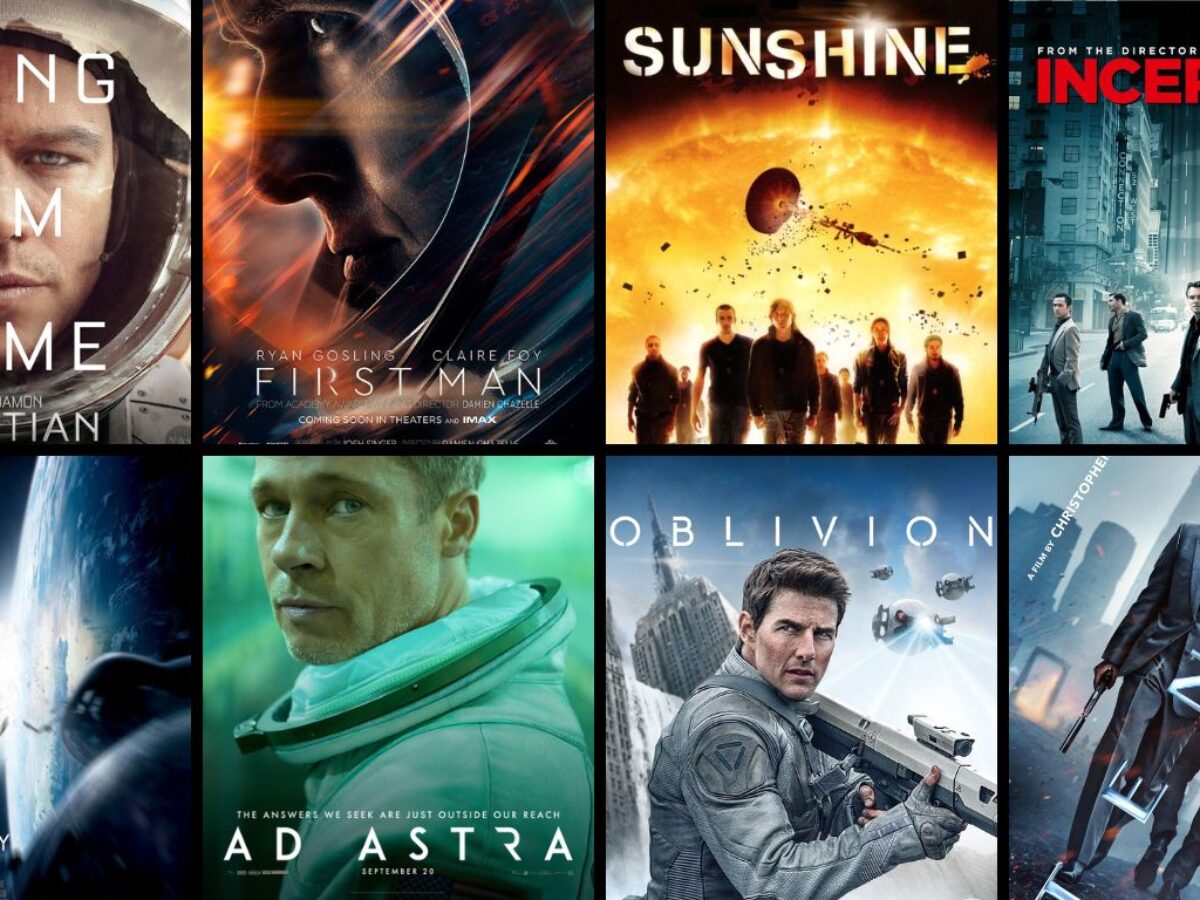 NG
M
ME
AMON
TIAN
RYAN GOSLING CLAIRE FOY
FIRST MAN
FROM ACADEMY AWARD WINNING DIRECTOR DAMIEN CHAZELLE
COMING SOON IN THEATERS AND IMAX
SUNSHINE
FROM THE DIRECTOR
INCEP
Y
THE ANSWERS WE SEEK ARE JUST OUTSIDE OUR REACH
AD ASTRA
SEPTEMBER 20
OBLIVION
A FILM BY CHRISTOPHER